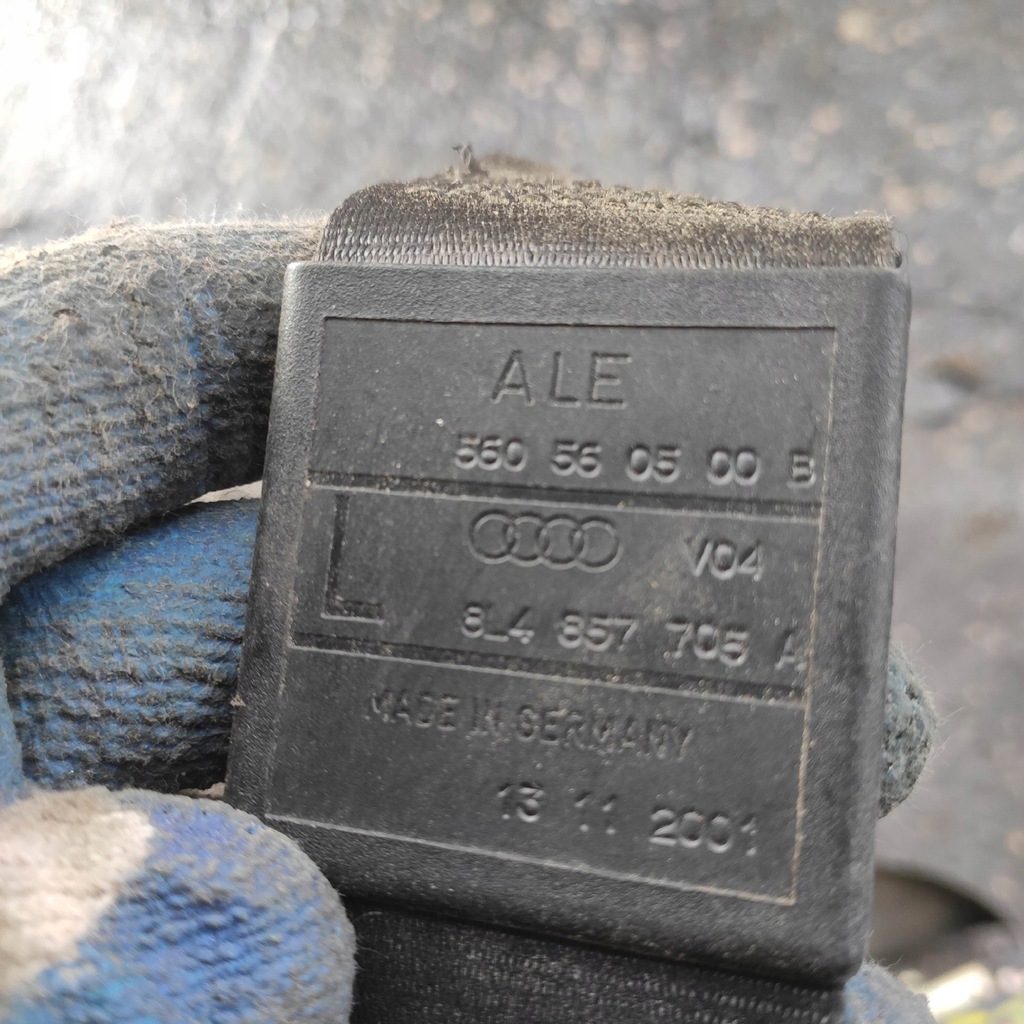 ALE
560 56 05 00 B
V04
L
8L4 857 705 A
MADE IN GERMANY
13 11 2001